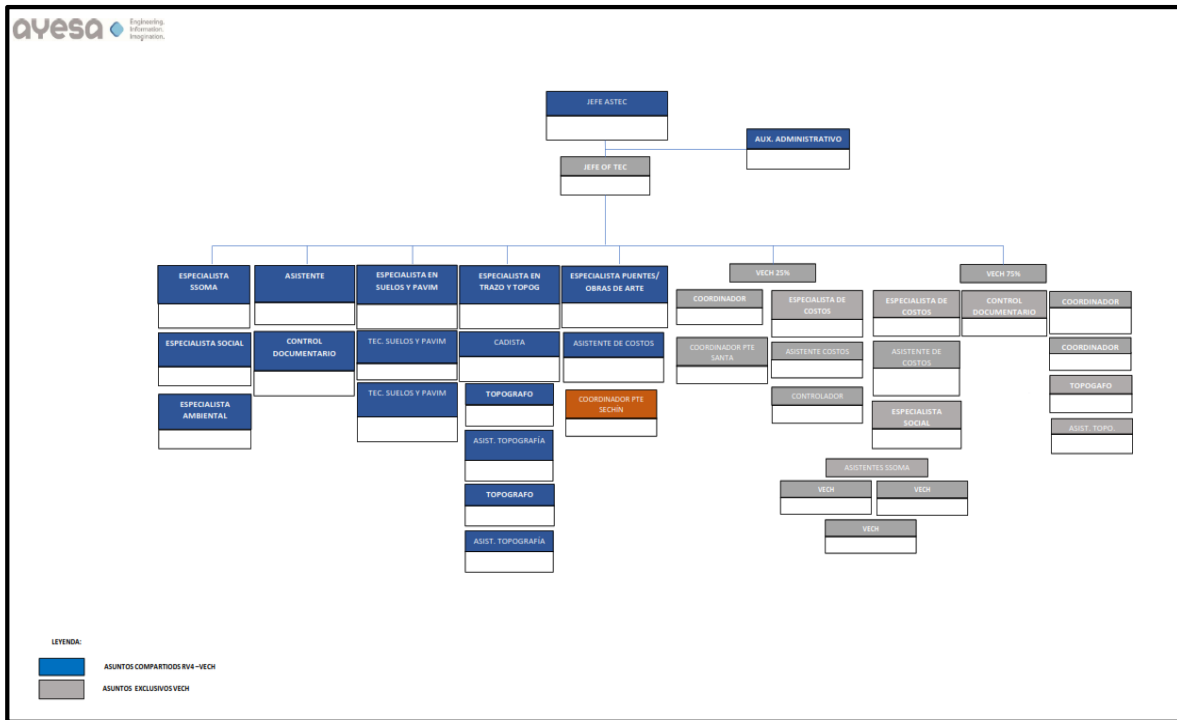 ayesa
Engineering.
Information.
Imagination.
JEFE ASTEC
AUX. ADMINISTRATIVO
JEFE OF TEC
ESPECIALISTA
SSOMA
ESPECIALISTA SOCIAL
ESPECIALISTA
AMBIENTAL
ASISTENTE
CONTROL
DOCUMENTARIO
ESPECIALISTA EN
SUELOS Y PAVIM
TEC. SUELOS Y PAVIM
TEC. SUELOS Y PAVIM
ESPECIALISTA EN
TRAZO Y TOPOG
CADISTA
TOPOGRAFO
ASIST. TOPOGRAFÍA
TOPOGRAFO
ASIST. TOPOGRAFÍA
ESPECIALISTA PUENTES/
OBRAS DE ARTE
ASISTENTE DE COSTOS
COORDINADOR PTE
SECHÍN
VECH 25%
COORDINADOR
COORDINADOR PTE
SANTA
ESPECIALISTA DE
COSTOS
ASISTENTE COSTOS
CONTROLADOR
VECH 75%
ESPECIALISTA DE
COSTOS
ASISTENTE DE
COSTOS
ESPECIALISTA
SOCIAL
CONTROL
DOCUMENTARIO
COORDINADOR
COORDINADOR
TOPOGAFO
ASIST. TOPO.
ASISTENTES SSOMA
VECH
VECH
VECH
LEYENDA:
ASUNTOS COMPARTIODS RV4 –VECH
ASUNTOS EXCLUSIVOS VECH